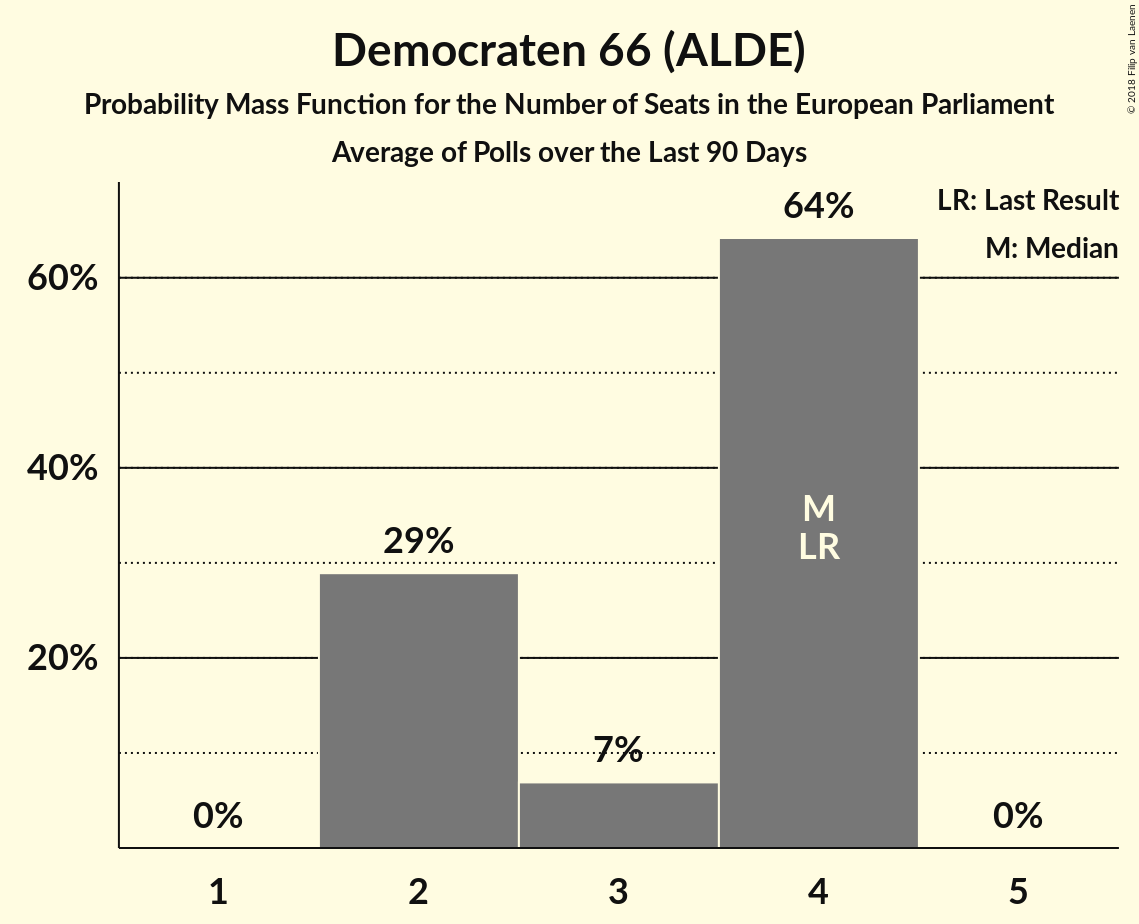 Democraten 66 (ALDE)
Probability Mass Function for the Number of Seats in the European Parliament
Average of Polls over the Last 90 Days
© 2018 Filip van Laenen
LR: Last Result
M: Median
60%
40%
20%
0%
29%
7%
64%
0%
M
LR
1
2
3
4
5